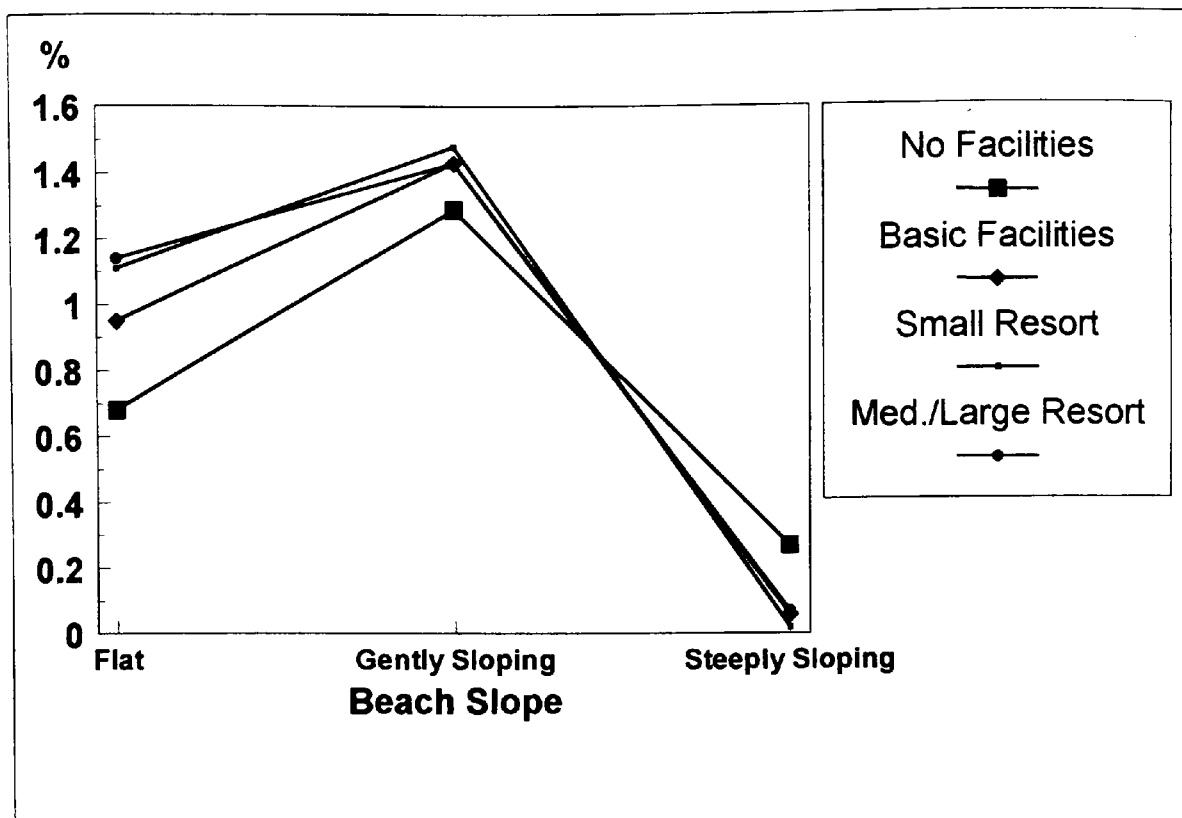 %
1.6
1.4
1.2
1
0.8
0.6
0.4
0.2
0
Flat Gently Sloping Steeply Sloping
Beach Slope
No Facilities
Basic Facilities
Small Resort
Med./Large Resort